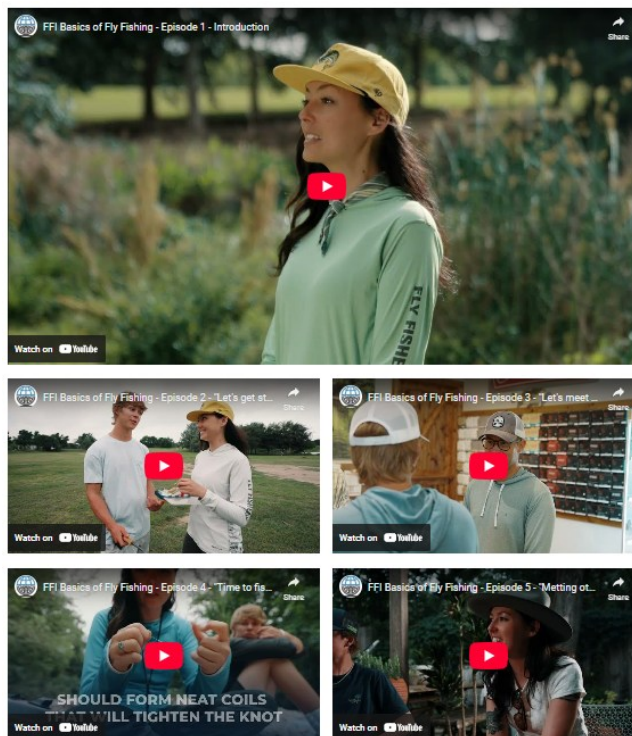 FFI Basics of Fly Fishing - Episode 1 - Introduction
Share
FLY FISHE
Watch on YouTube
FFI Basics of Fly Fishing - Episode 2 - "Let's get st...
Share
Watch on YouTube
FFI Basics of Fly Fishing - Episode 3 - "Let's meet ...
Share
Watch on YouTube
FFI Basics of Fly Fishing - Episode 4 - "Time to fis...
Share
SHOULD FORM NEAT COILS
THAT WILL TIGHTEN THE KNOT
Watch on YouTube
FFI Basics of Fly Fishing - Episode 5 - "Metting ot...
Share
Watch on YouTube